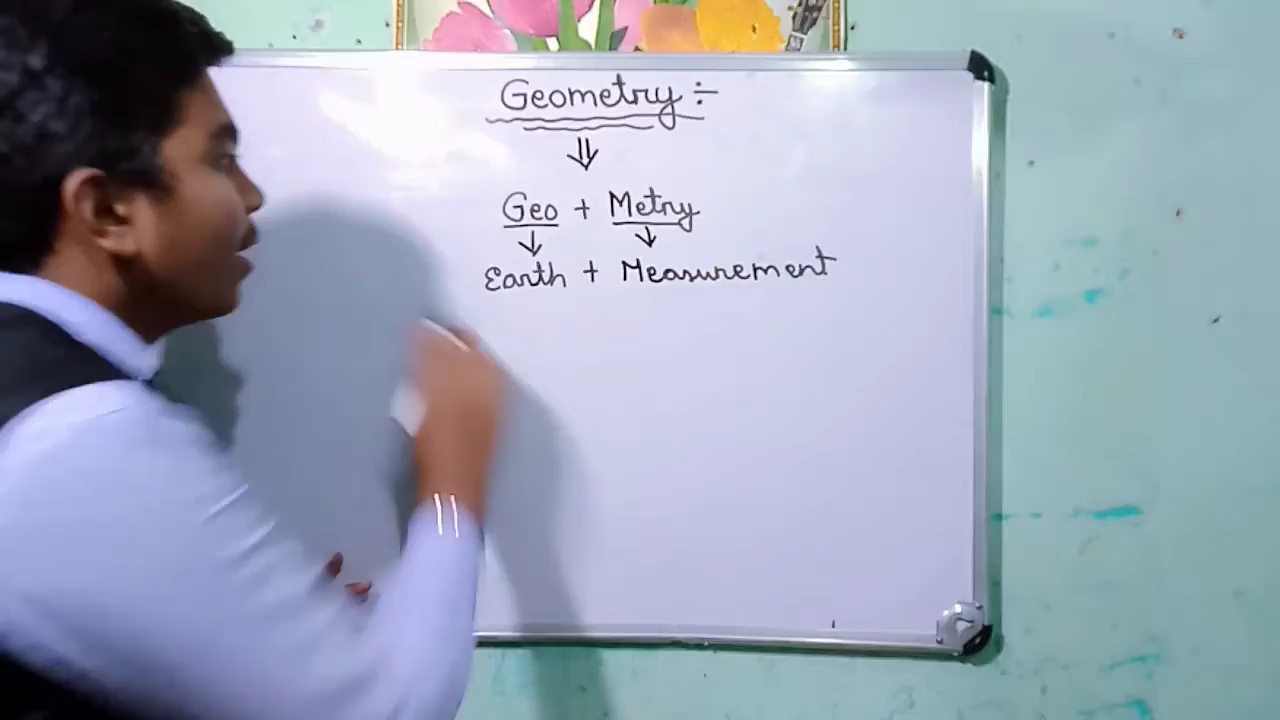 Geometry ÷
⇓
Geo + Metry
↓ ↓
Earth + Measurement